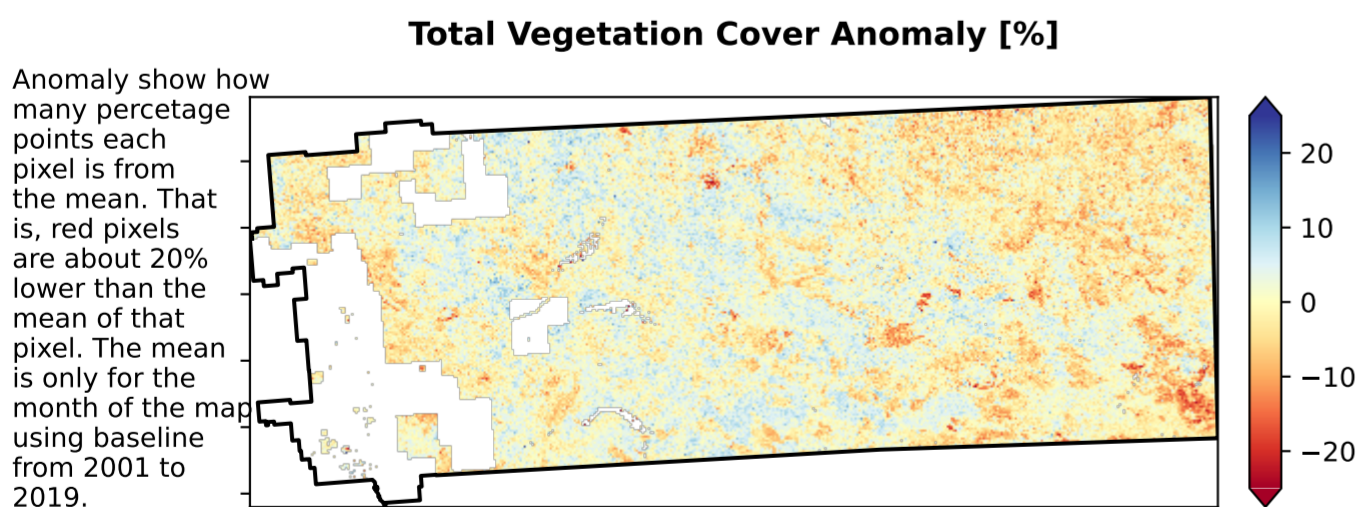 Total Vegetation Cover Anomaly [%]
Anomaly show how
many percetage
points each
pixel is from
the mean. That
is, red pixels
are about 20%
lower than the
mean of that
pixel. The mean
is only for the
month of the map
using baseline
from 2001 to
2019.
20
10
0
−10
−20